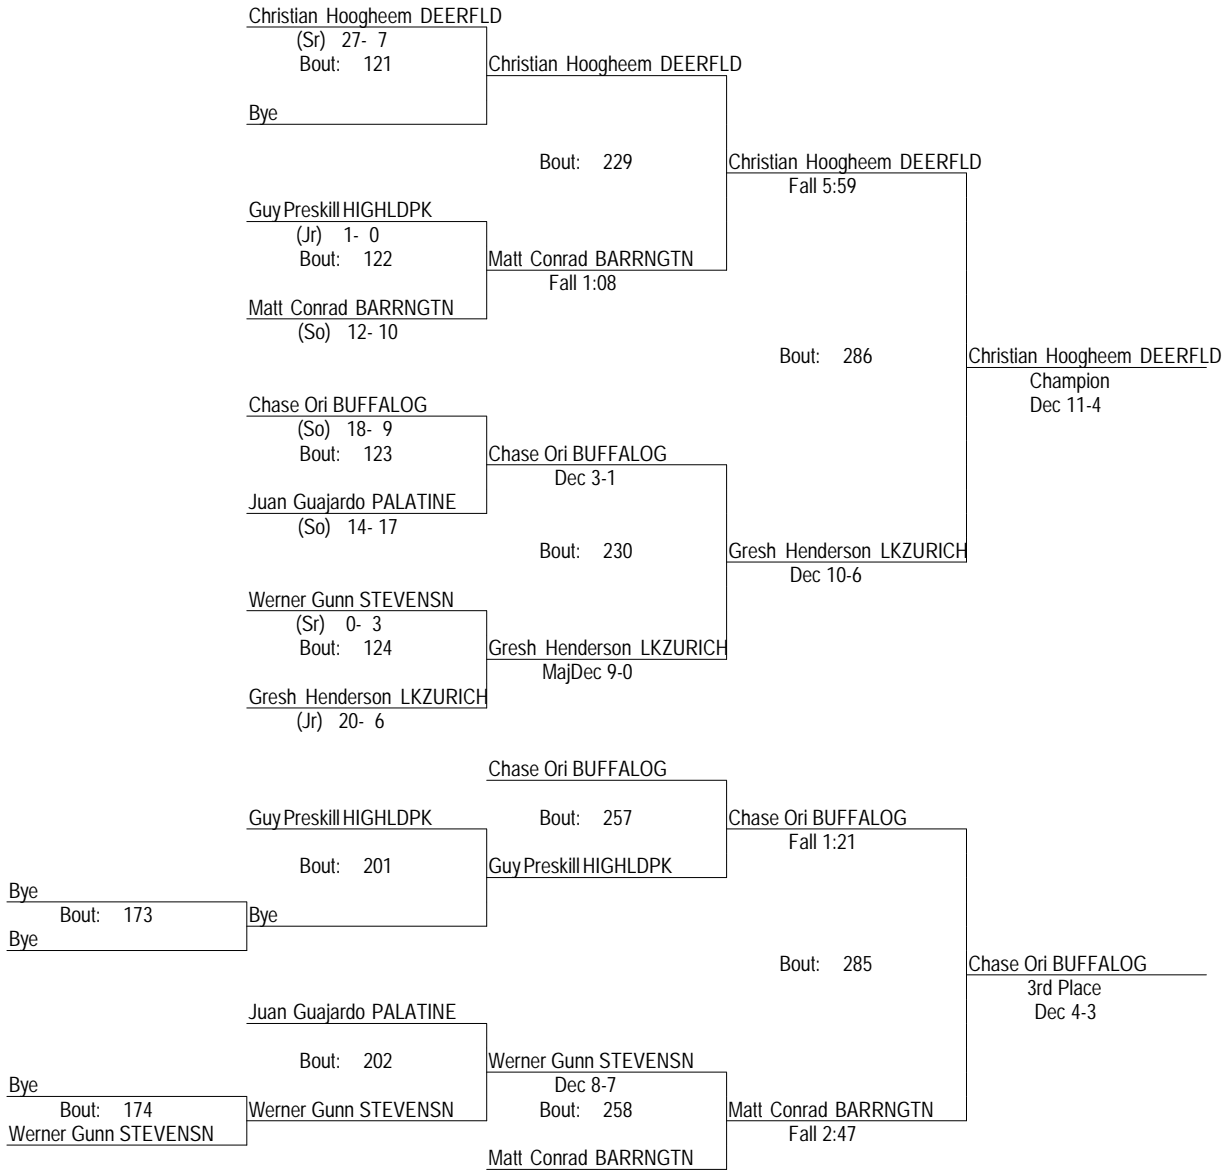 Christian Hoogheem DEERFLD
(Sr) 27- 7
Bout: 121
Christian Hoogheem DEERFLD
Bye
Bout: 229
Christian Hoogheem DEERFLD
Fall 5:59
Guy Preskill HIGHLDPK
(Jr) 1- 0
Bout: 122
Matt Conrad BARRNGTN
Fall 1:08
Matt Conrad BARRNGTN
(So) 12- 10
Bout: 286
Christian Hoogheem DEERFLD
Champion
Dec 11-4
Chase Ori BUFFALOG
(So) 18- 9
Bout: 123
Chase Ori BUFFALOG
Dec 3-1
Juan Guajardo PALATINE
(So) 14- 17
Bout: 230
Gresh Henderson LKZURICH
Dec 10-6
Werner Gunn STEVENSN
(Sr) 0- 3
Bout: 124
Gresh Henderson LKZURICH
MajDec 9-0
Gresh Henderson LKZURICH
(Jr) 20- 6
Chase Ori BUFFALOG
Guy Preskill HIGHLDPK
Bout: 257
Chase Ori BUFFALOG
Fall 1:21
Bout: 201
Guy Preskill HIGHLDPK
Bye
Bout: 173
Bye
Bye
Bout: 285
Chase Ori BUFFALOG
3rd Place
Dec 4-3
Juan Guajardo PALATINE
Bout: 202
Werner Gunn STEVENSN
Dec 8-7
Bye
Bout: 174
Werner Gunn STEVENSN
Bout: 258
Matt Conrad BARRNGTN
Fall 2:47
Werner Gunn STEVENSN
Matt Conrad BARRNGTN